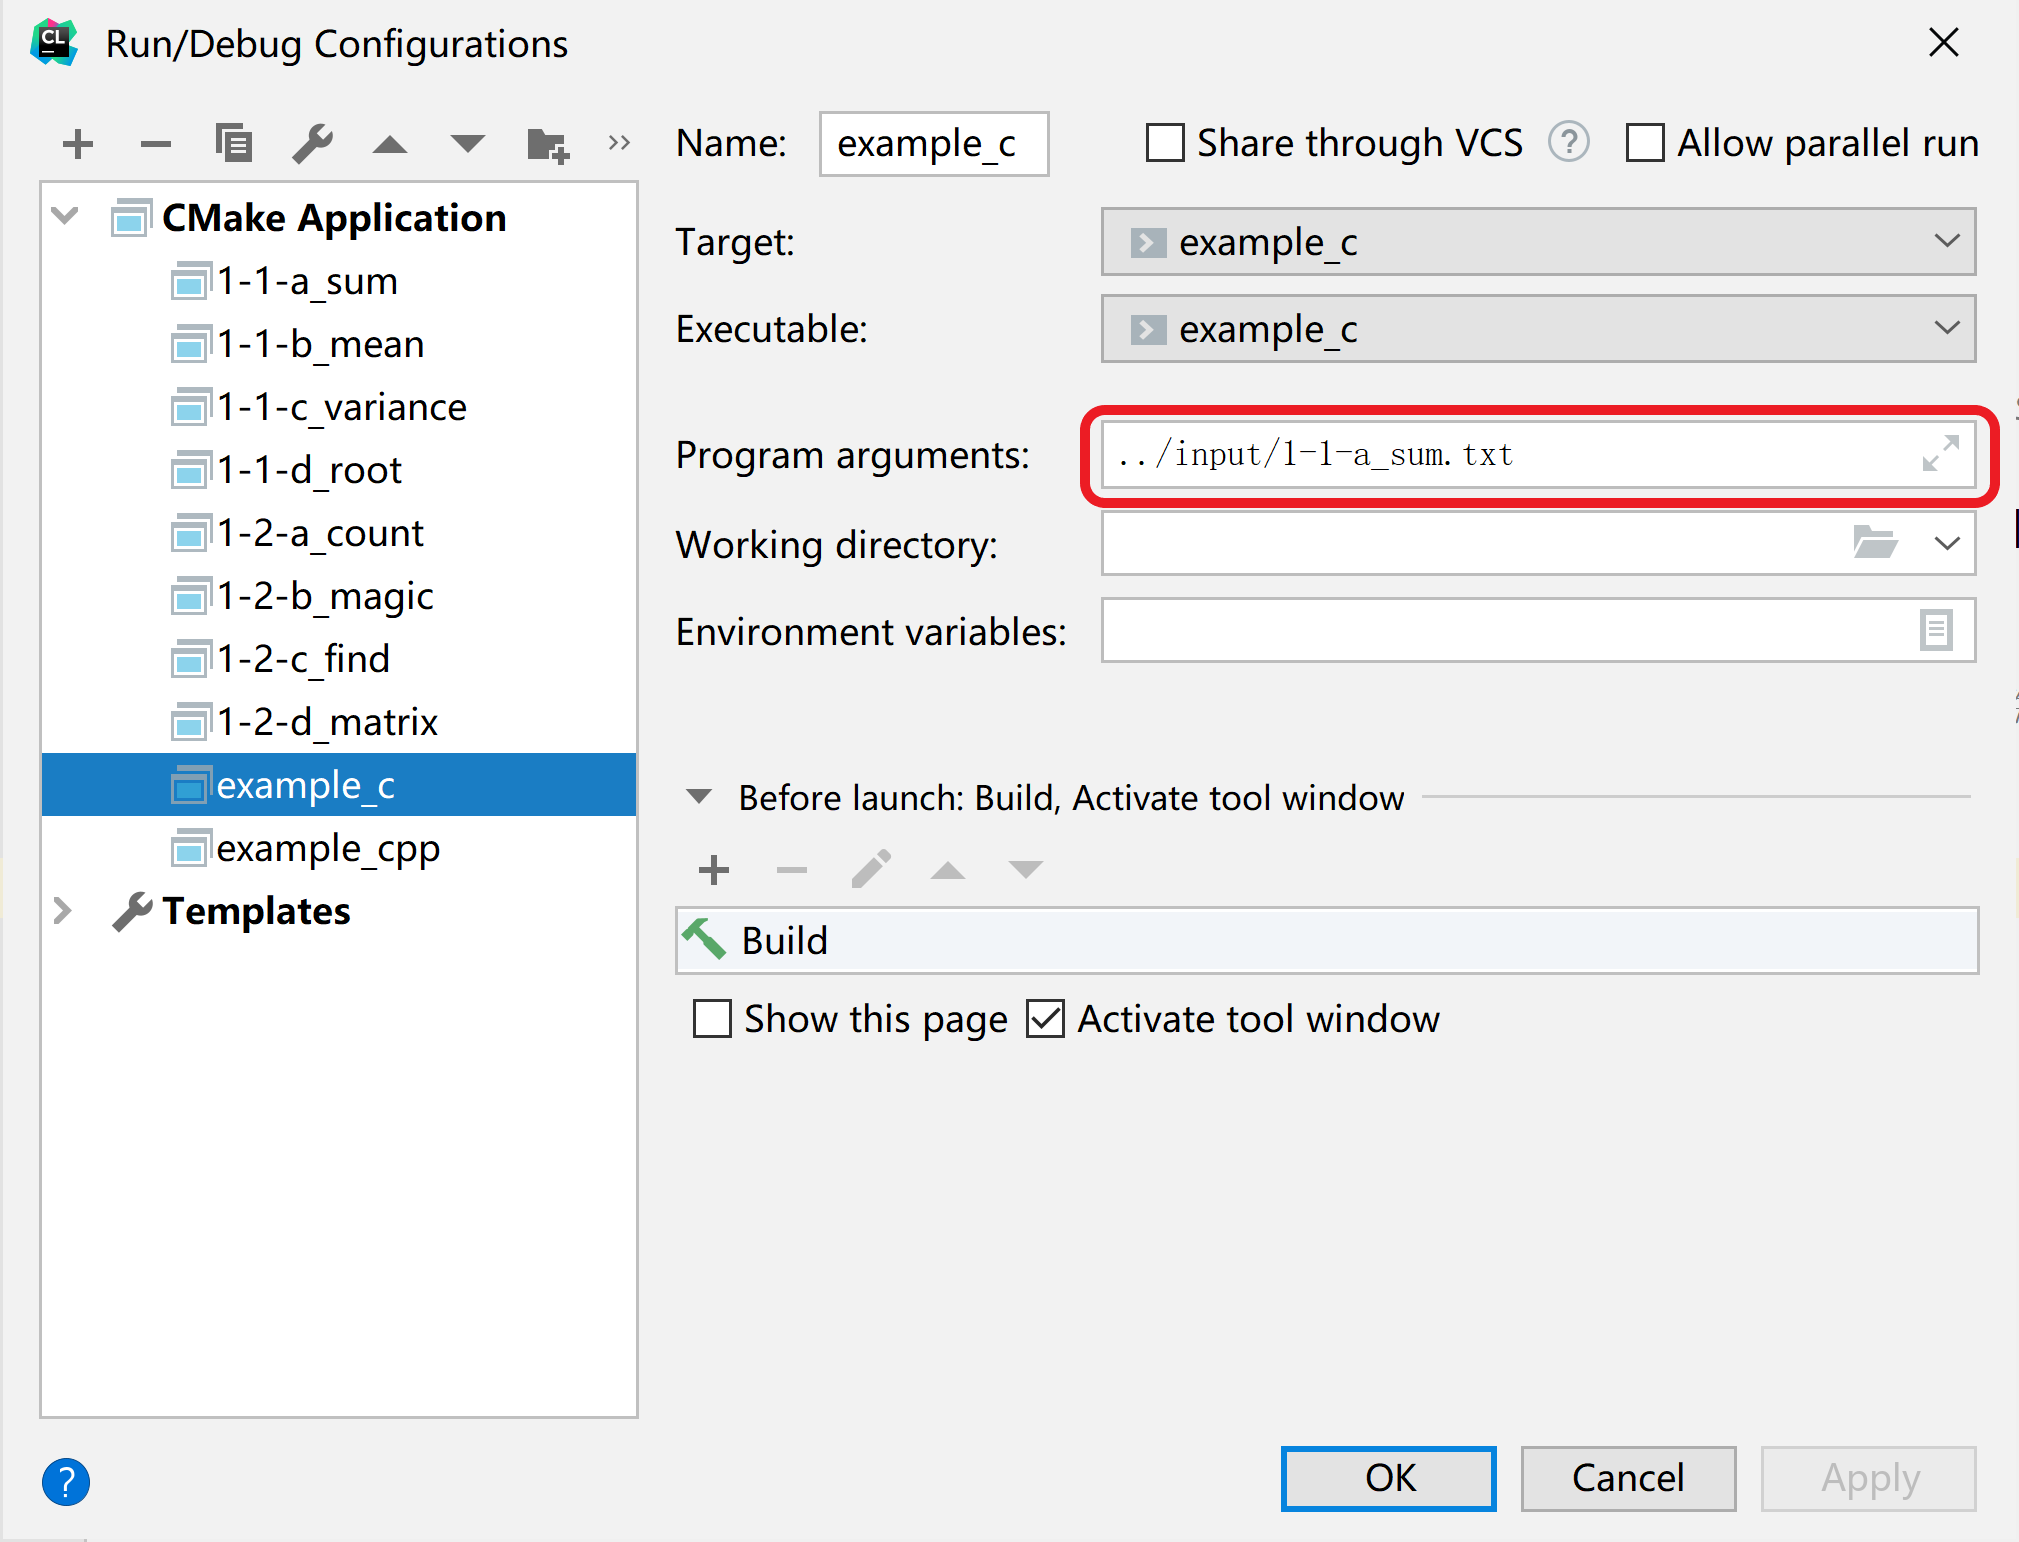 CL
Run/Debug Configurations
Name: example_c Share through VCS ? Allow parallel run
CMake Application
1-1-a_sum
1-1-b_mean
1-1-c_variance
1-1-d_root
1-2-a_count
1-2-b_magic
1-2-c_find
1-2-d_matrix
example_c
example_cpp
Templates
Target: example_c
Executable: example_c
Program arguments: ../input/1-1-a_sum.txt
Working directory:
Environment variables:
Before launch: Build, Activate tool window
Build
Show this page Activate tool window
? OK Cancel Apply